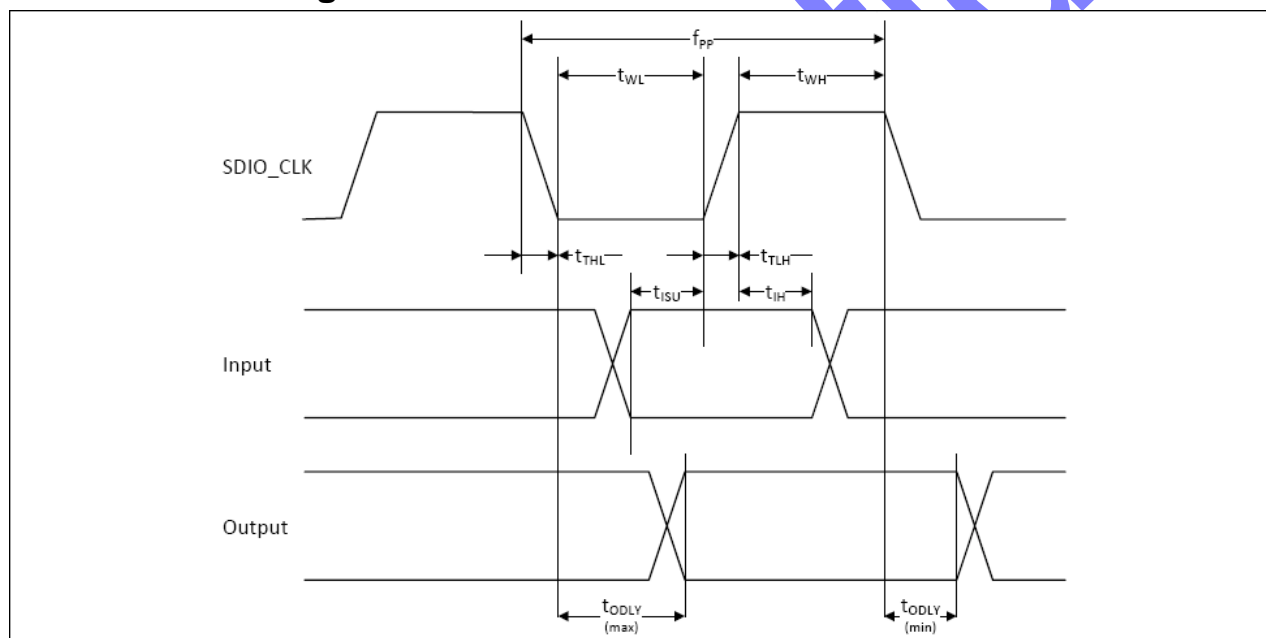 fPP
tWL
tWH
SDIO_CLK
tTHL
tTLH
tISU
tIH
Input
Output
tODLY
(max)
tODLY
(min)